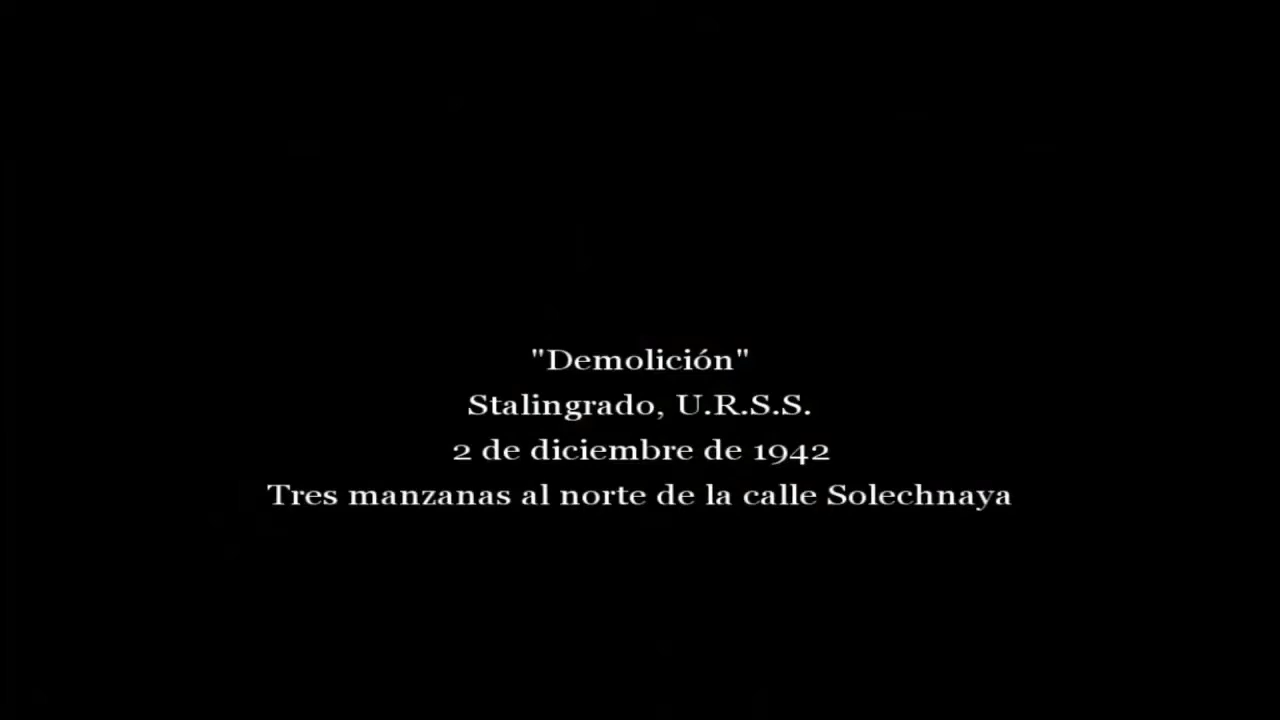 "Demolición"
Stalingrado, U.R.S.S.
2 de diciembre de 1942
Tres manzanas al norte de la calle Solechnaya